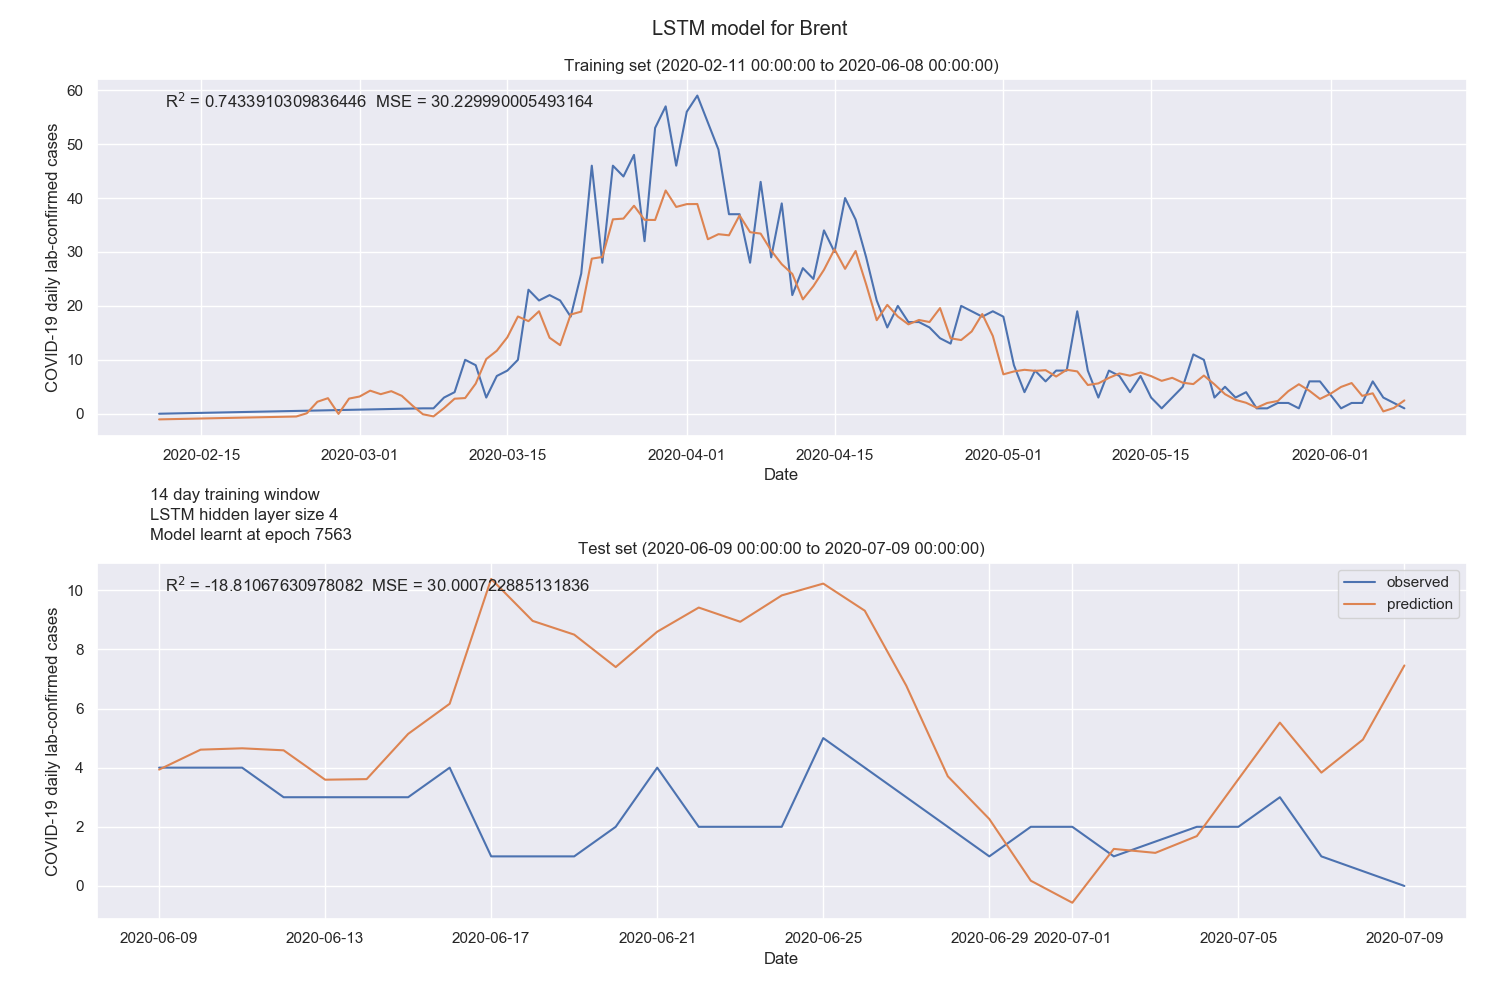 LSTM model for Brent
Training set (2020-02-11 00:00:00 to 2020-06-08 00:00:00)
R2 = 0.7433910309836446 MSE = 30.229990005493164
COVID-19 daily lab-confirmed cases
60
50
40
30
20
10
0
2020-02-15 2020-03-01 2020-03-15 2020-04-01 2020-04-15 2020-05-01 2020-05-15 2020-06-01
Date
14 day training window
LSTM hidden layer size 4
Model learnt at epoch 7563
Test set (2020-06-09 00:00:00 to 2020-07-09 00:00:00)
R2 = -18.81067630978082 MSE = 30.000722885131836
observed
prediction
COVID-19 daily lab-confirmed cases
10
8
6
4
2
0
2020-06-09 2020-06-13 2020-06-17 2020-06-21 2020-06-25 2020-06-29 2020-07-01 2020-07-05 2020-07-09
Date